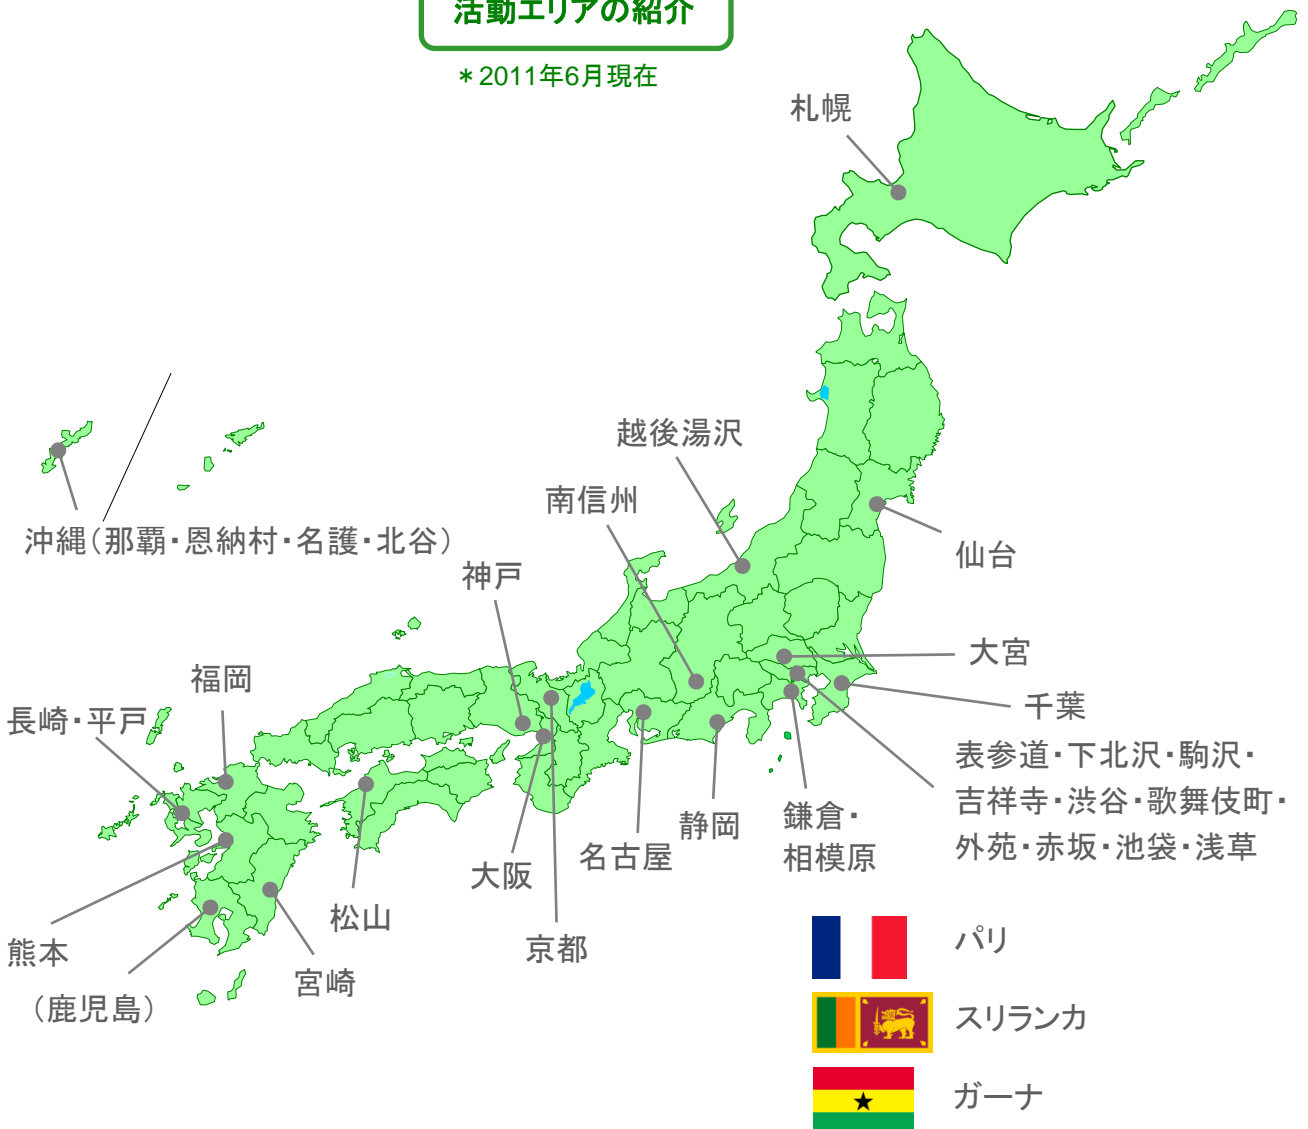 活動エリアの紹介
＊2011年6月現在
札幌
越後湯沢
南信州
沖縄（那覇・恩納村・名護・北谷）
仙台
神戸
大宮
福岡
千葉
長崎・平戸
表参道・下北沢・駒沢・
吉祥寺・渋谷・歌舞伎町・
外苑・赤坂・池袋・浅草
鎌倉・
相模原
静岡
名古屋
大阪
松山
京都
熊本
宮崎
（鹿児島）
パリ
スリランカ
ガーナ